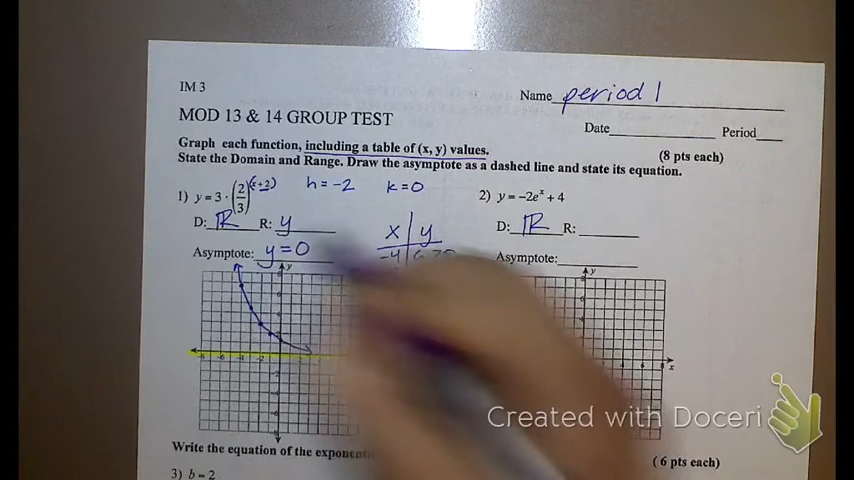 IM 3
Name period 1
MOD 13 & 14 GROUP TEST
Date Period
Graph each function, including a table of (x, y) values. (8 pts each)
State the Domain and Range. Draw the asymptote as a dashed line and state its equation.
1) y = 3 · (2/3)^(x+2) h = -2 k = 0 2) y = -2e^x + 4
D: ℝ R: y x | y D: ℝ R:
Asymptote: y = 0 -4 Asymptote:
Write the equation of the (6 pts each)
3) b = 2
Created with Doceri